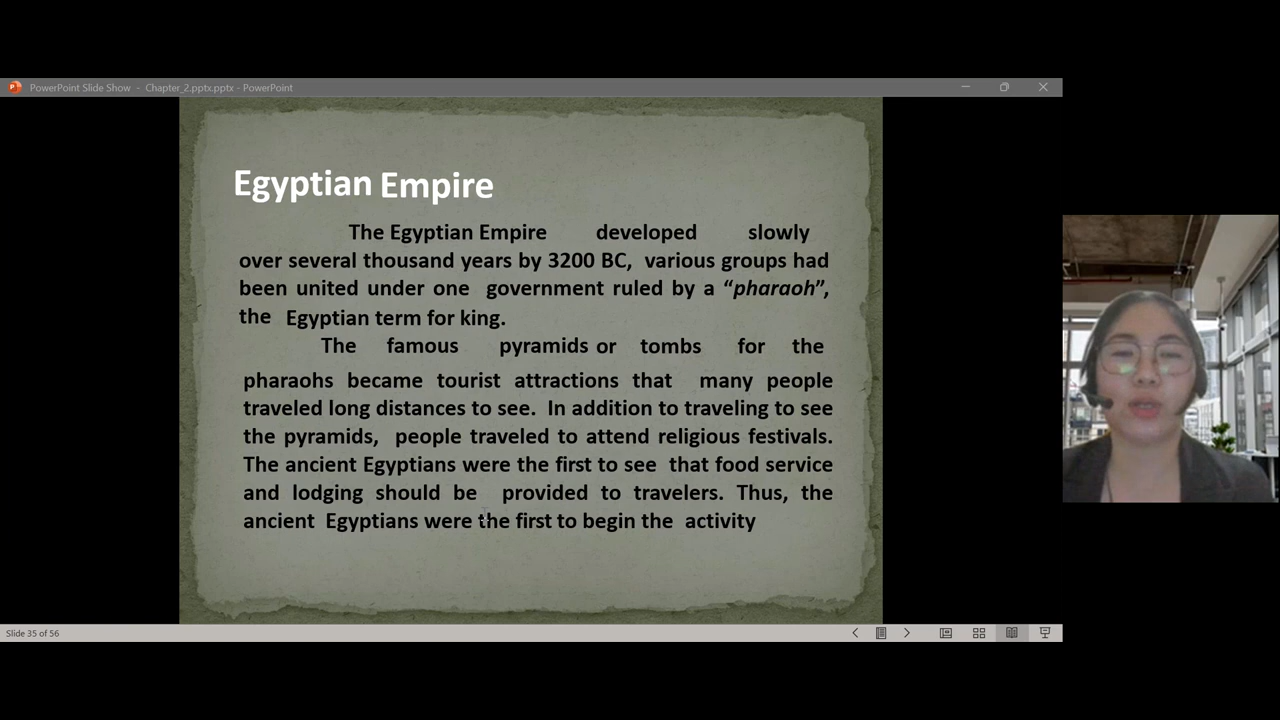 PowerPoint Slide Show - Chapter_2.pptx.pptx - PowerPoint
Egyptian Empire
The Egyptian Empire developed slowly
over several thousand years by 3200 BC, various groups had
been united under one government ruled by a “pharaoh”,
the Egyptian term for king.
The famous pyramids or tombs for the
pharaohs became tourist attractions that many people
traveled long distances to see. In addition to traveling to see
the pyramids, people traveled to attend religious festivals.
The ancient Egyptians were the first to see that food service
and lodging should be provided to travelers. Thus, the
ancient Egyptians were the first to begin the activity
Slide 35 of 56